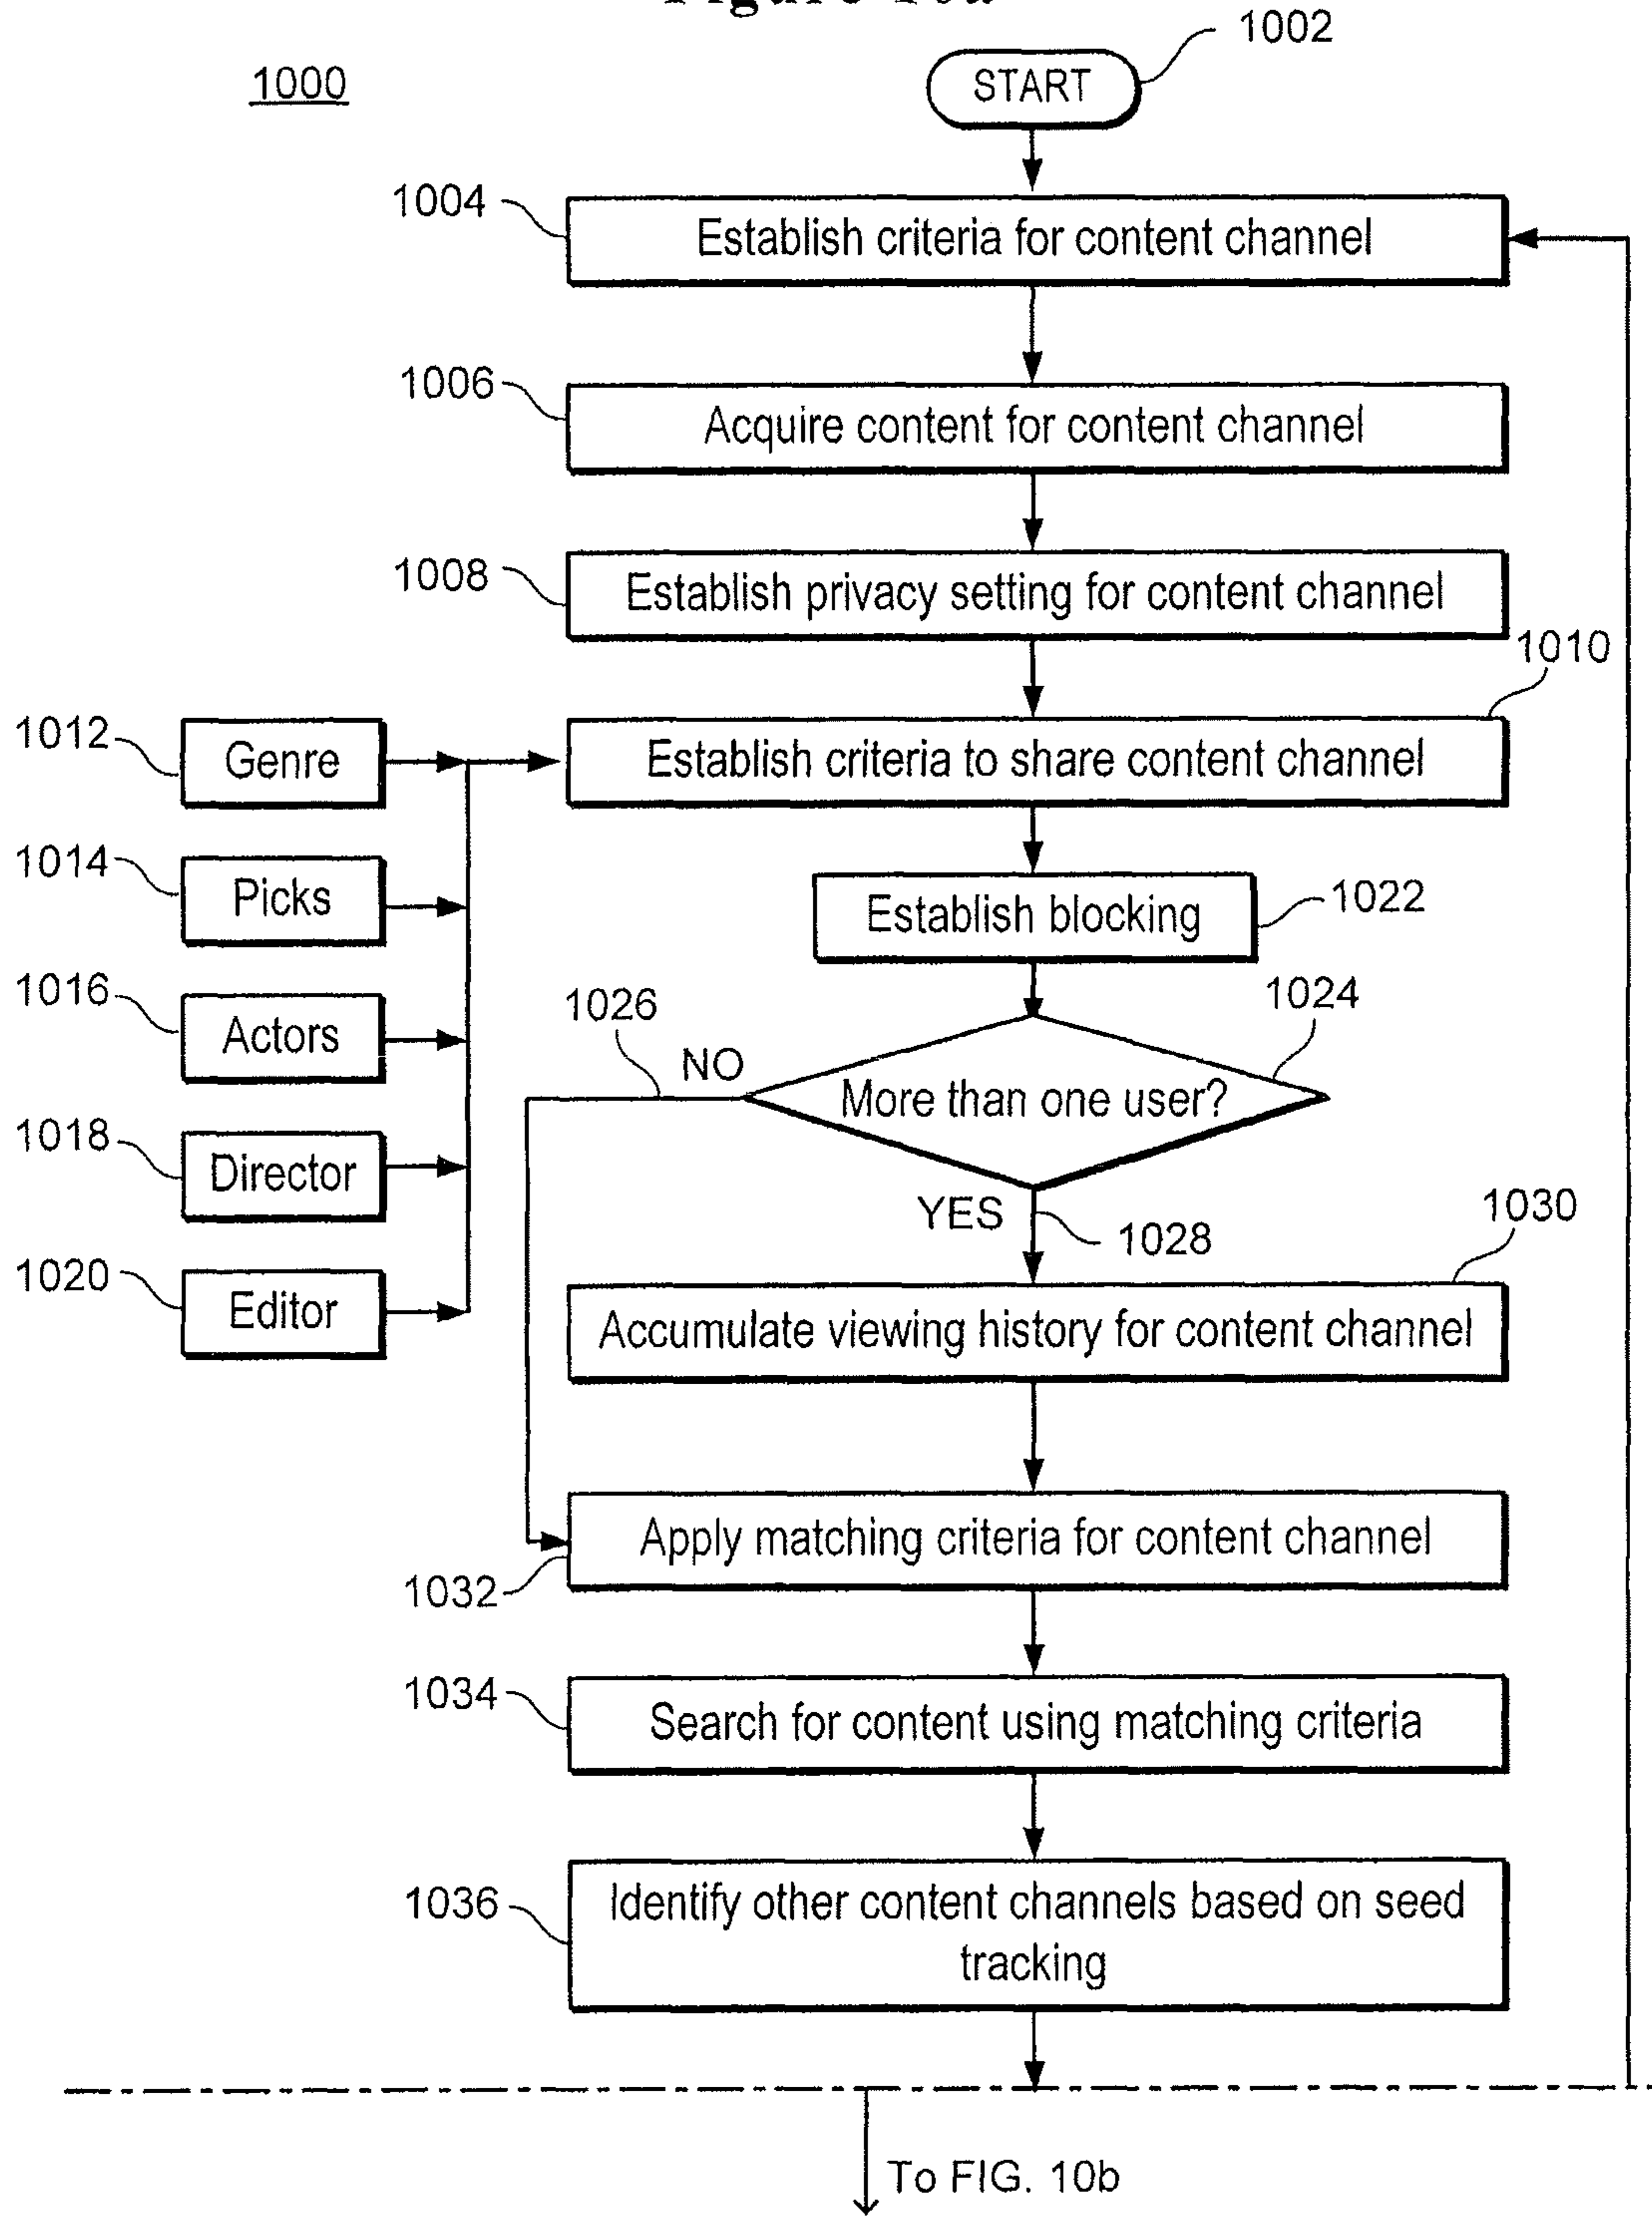 Figure 10a
1002
1000
START
1004
Establish criteria for content channel
1006
Acquire content for content channel
1008
Establish privacy setting for content channel
1010
1012
Genre
Establish criteria to share content channel
1014
Picks
Establish blocking
1022
1016
Actors
1026
1024
NO
More than one user?
1018
Director
YES
1028
1030
1020
Editor
Accumulate viewing history for content channel
Apply matching criteria for content channel
1032
1034
Search for content using matching criteria
1036
Identify other content channels based on seed
tracking
To FIG. 10b